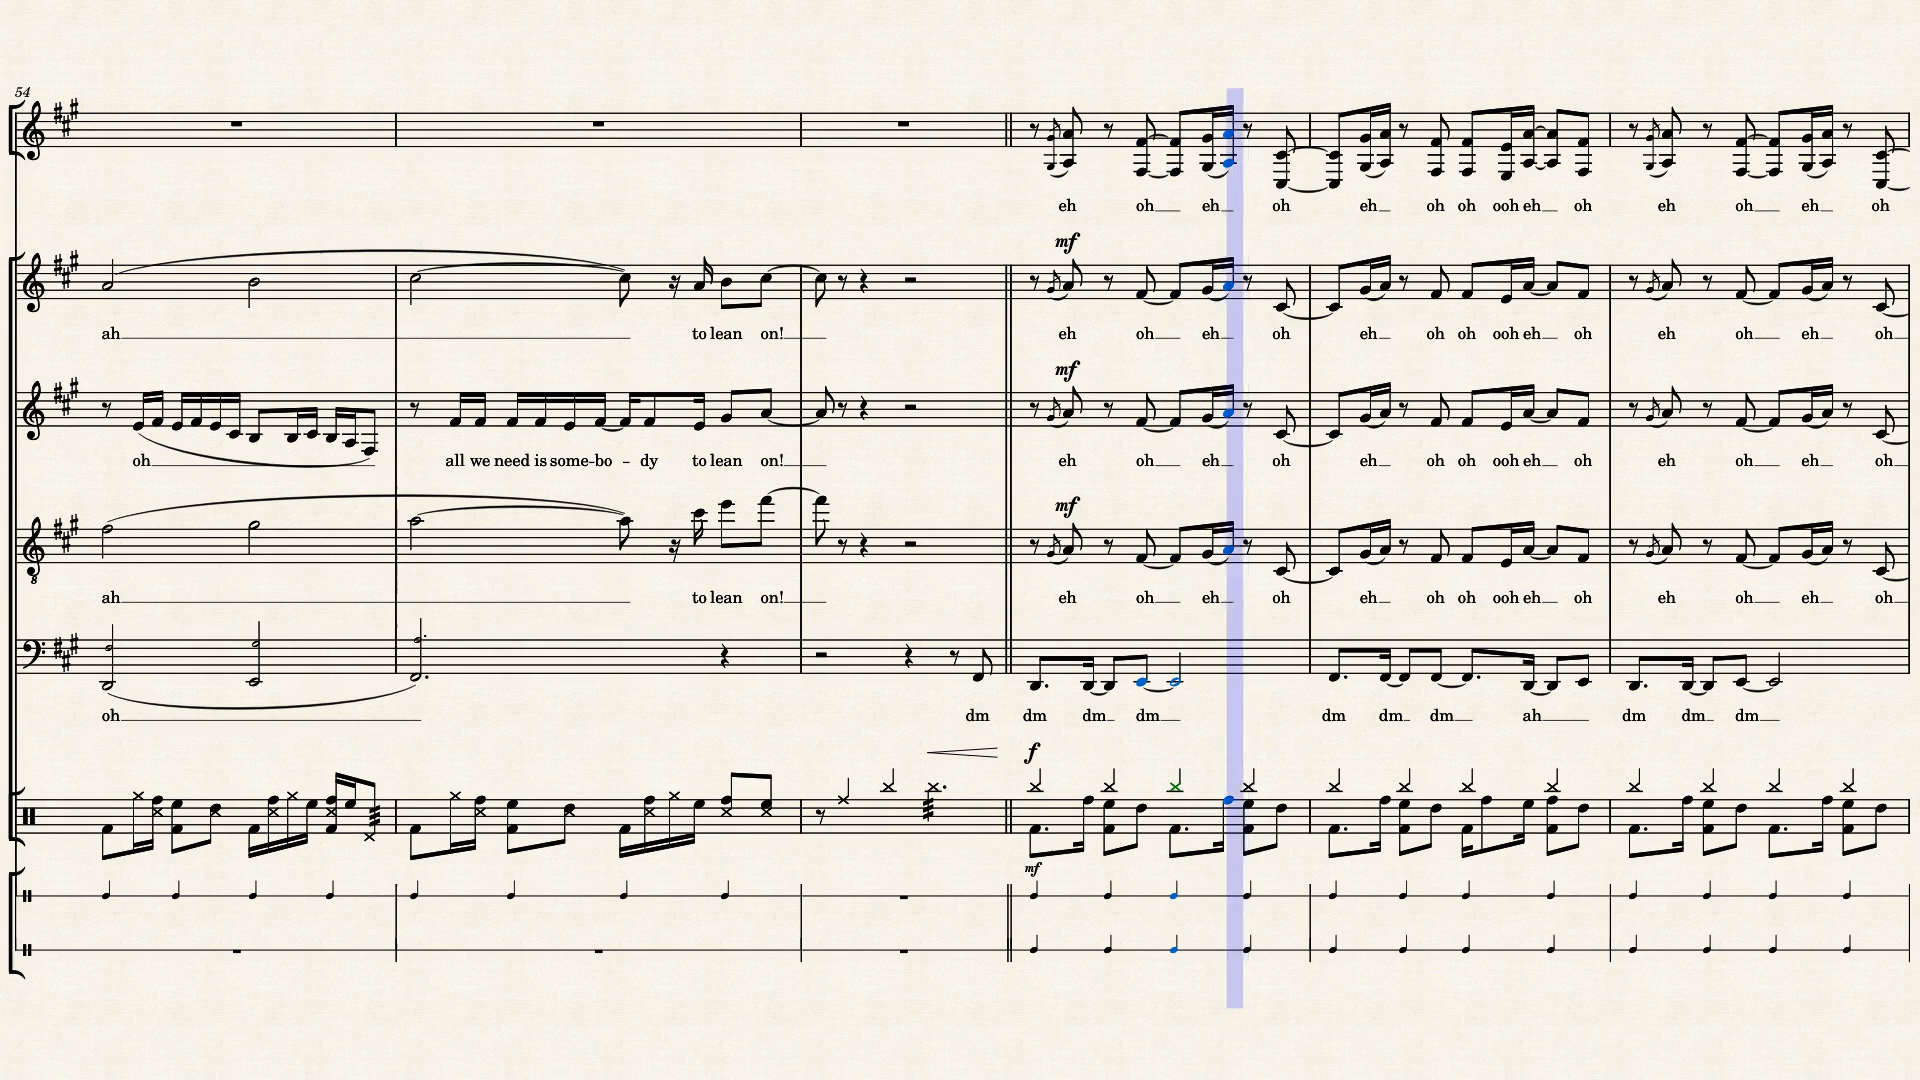 54
eh oh eh oh eh oh oh ooh eh oh eh oh eh oh
mf
ah to lean on! eh oh eh oh eh oh oh ooh eh oh eh oh eh oh
mf
oh all we need is some-bo - dy to lean on! eh oh eh oh eh oh oh ooh eh oh eh oh eh oh
mf
8
ah to lean on! eh oh eh oh eh oh oh ooh eh oh eh oh eh oh
oh dm dm dm dm dm dm dm ah dm dm dm
f
mf